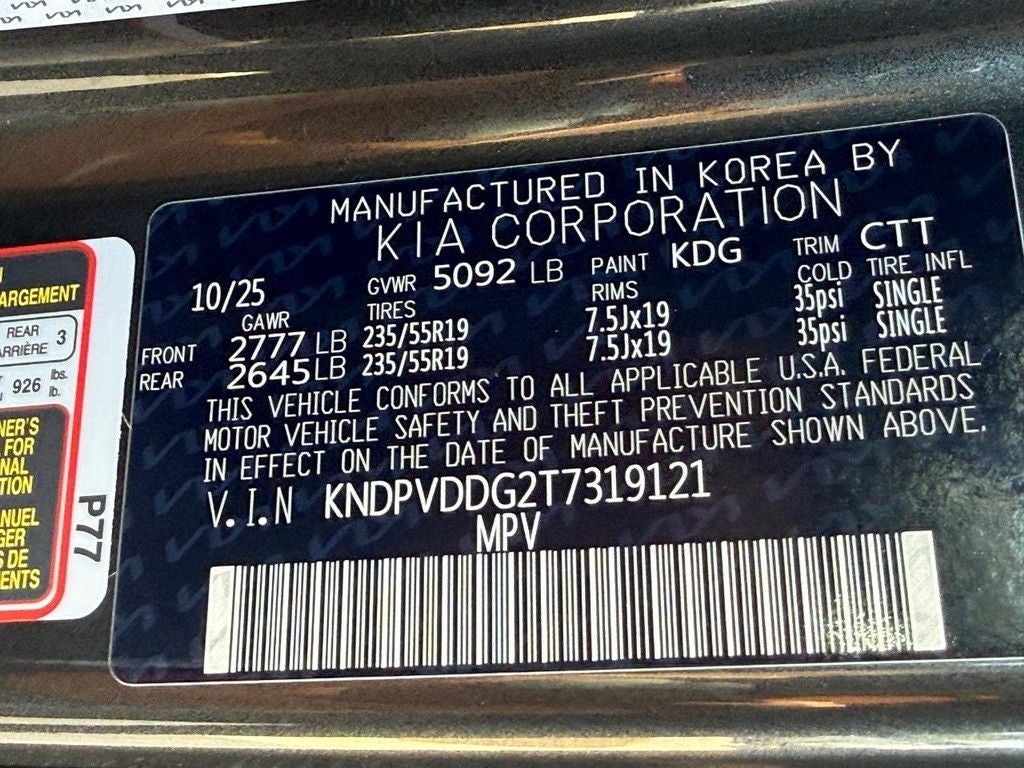 MANUFACTURED IN KOREA BY
KIA CORPORATION
10/25 GVWR 5092 LB PAINT KDG TRIM CTT
GAWR TIRES RIMS COLD TIRE INFL
FRONT 2777 LB 235/55R19 7.5Jx19 35psi SINGLE
REAR 2645 LB 235/55R19 7.5Jx19 35psi SINGLE
THIS VEHICLE CONFORMS TO ALL APPLICABLE U.S.A. FEDERAL
MOTOR VEHICLE SAFETY AND THEFT PREVENTION STANDARDS
IN EFFECT ON THE DATE OF MANUFACTURE SHOWN ABOVE.
V.I.N KNDPVDDG2T7319121
MPV
ARGEMENT
REAR 3
ARRIÈRE
926 lbs.
lb.
NER'S
FOR
NAL
TION
NUEL
GER
S DE
ENTS
P77